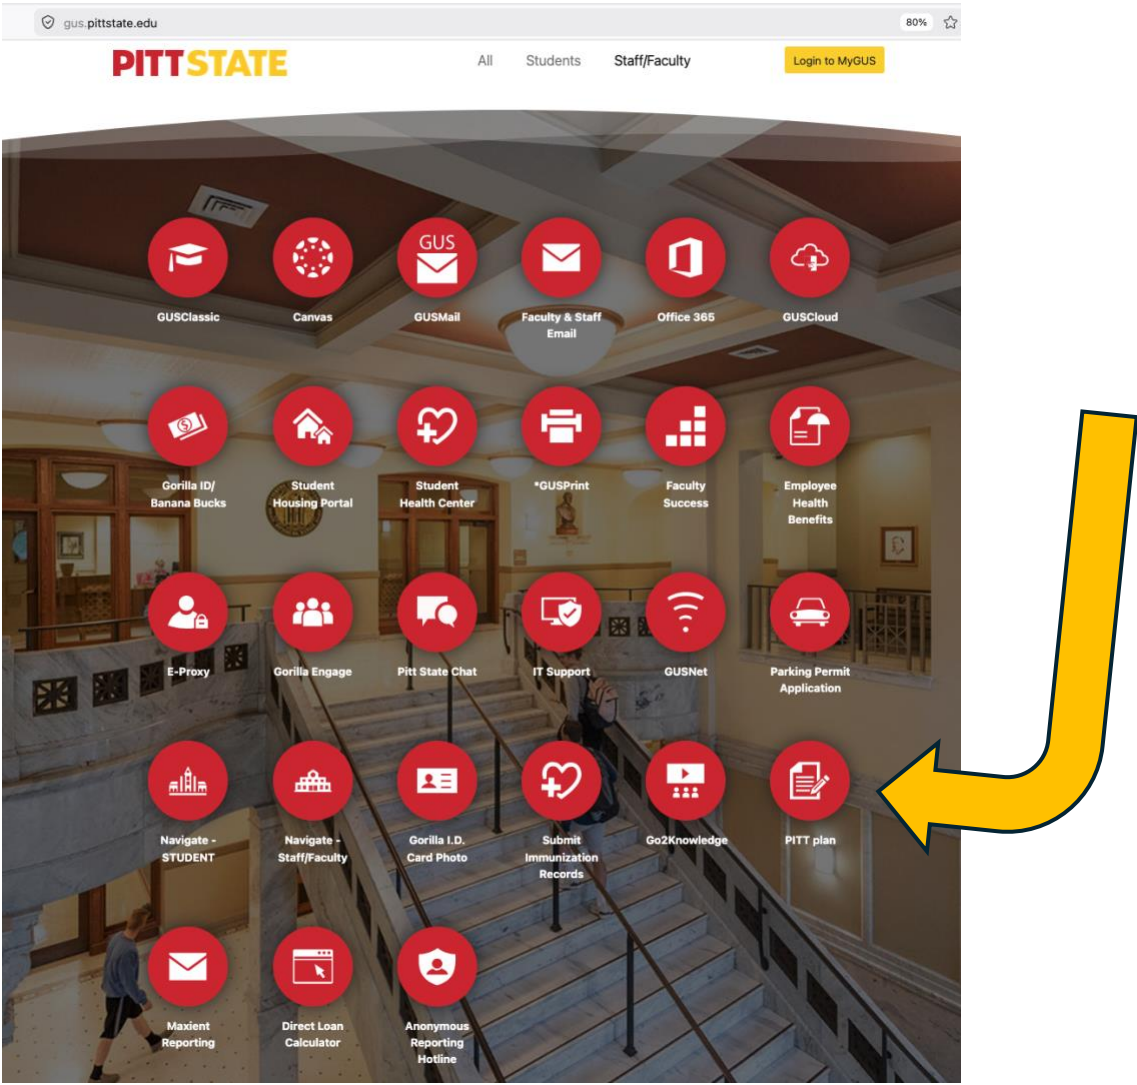 gus.pittstate.edu
80%
PITTSTATE
All Students Staff/Faculty
Login to MyGUS
GUS
GUSClassic
Canvas
GUSMail
Faculty & Staff
Email
Office 365
GUSCloud
Gorilla ID/
Banana Bucks
Student
Housing Portal
Student
Health Center
*GUSPrint
Faculty
Success
Employee
Health
Benefits
E-Proxy
Gorilla Engage
Pitt State Chat
IT Support
GUSNet
Parking Permit
Application
Navigate -
STUDENT
Navigate -
Staff/Faculty
Gorilla I.D.
Card Photo
Submit
Immunization
Records
Go2Knowledge
PITT plan
Maxient
Reporting
Direct Loan
Calculator
Anonymous
Reporting
Hotline